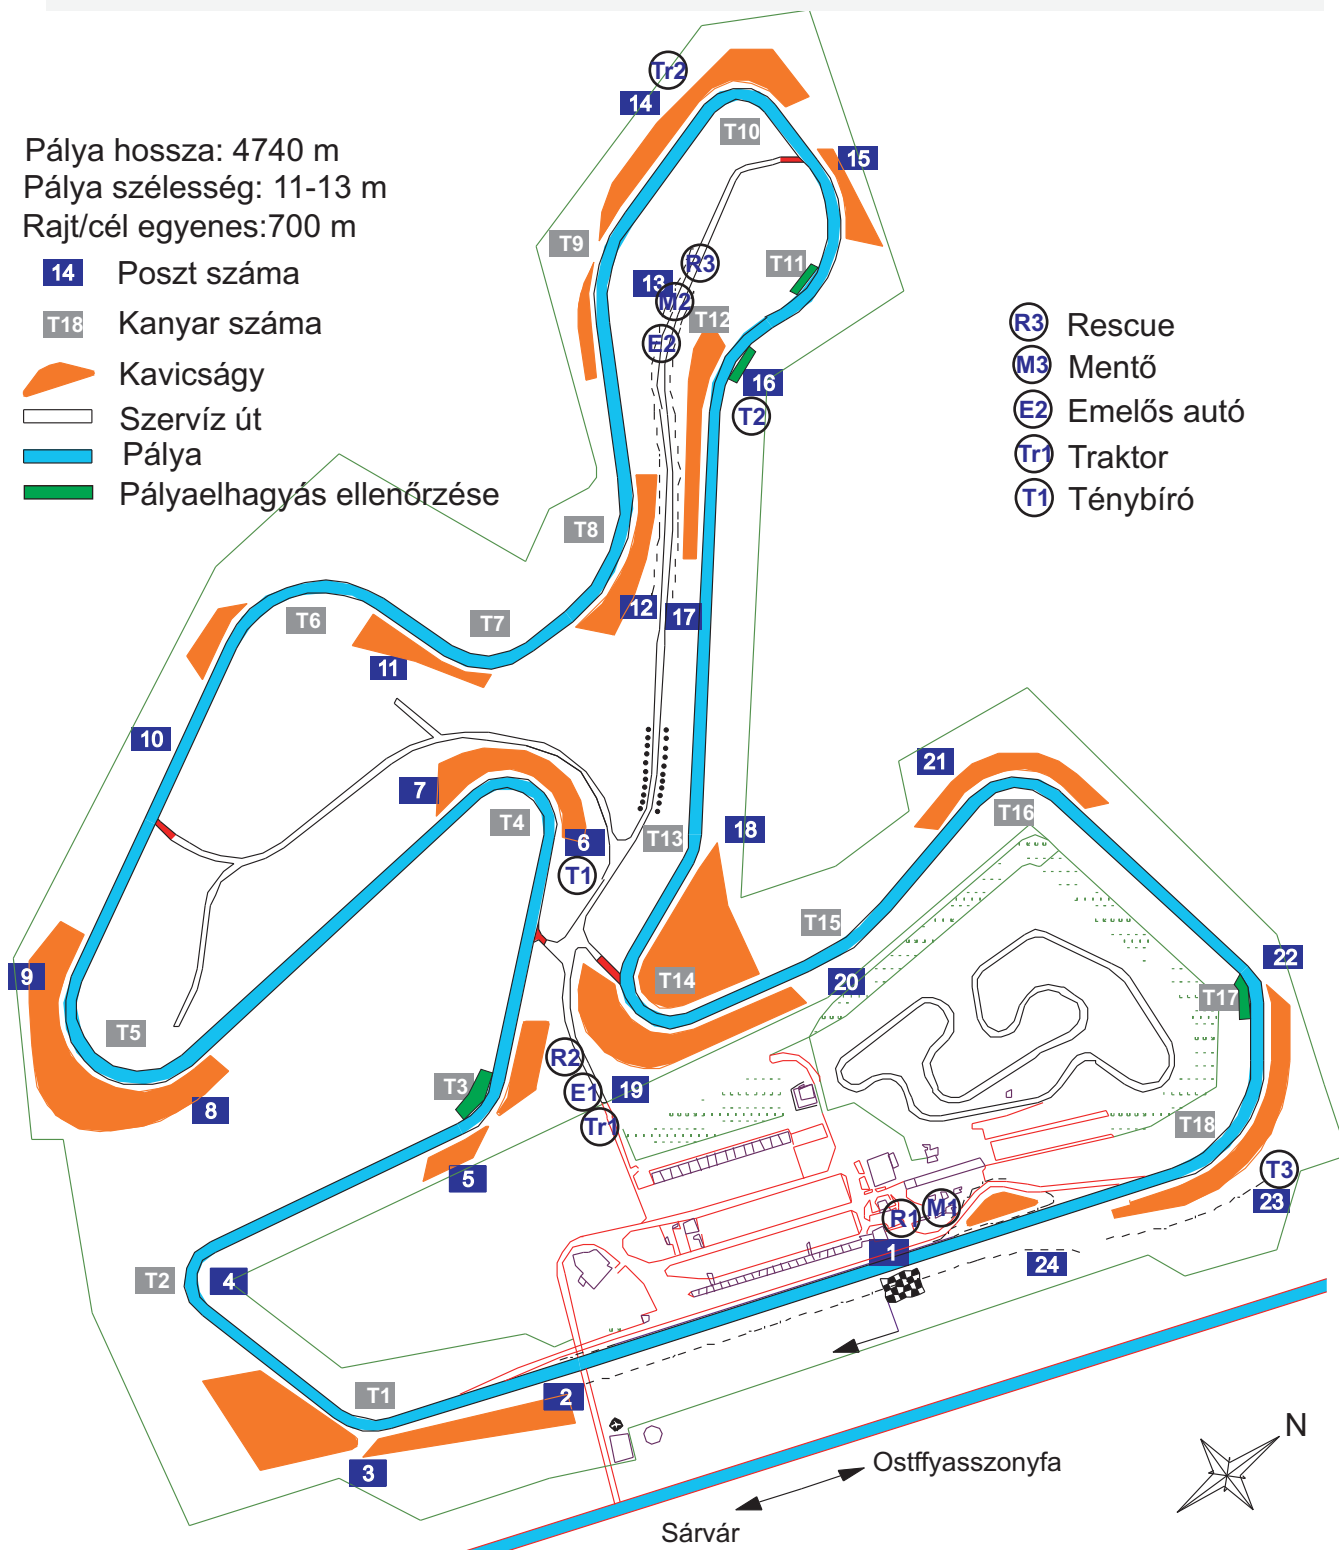 Tr2
14
T10
15
Pálya hossza: 4740 m
Pálya szélesség: 11-13 m
Rajt/cél egyenes:700 m
14 Poszt száma
T18 Kanyar száma
Kavicságy
Szervíz út
Pálya
Pályaelhagyás ellenőrzése
R3 Rescue
M3 Mentő
E2 Emelős autó
Tr1 Traktor
T1 Ténybíró
T9
R3
T11
13
M2
T12
E2
16
T2
T8
12
17
T6
T7
11
10
21
7
T16
T4
18
6
T13
T1
T15
22
9
T14
20
T17
T5
R2
T3
E1
19
8
Tr1
T18
5
T3
23
M1
R1
1
24
T2
4
T1
2
3
N
Ostffyasszonyfa
Sárvár